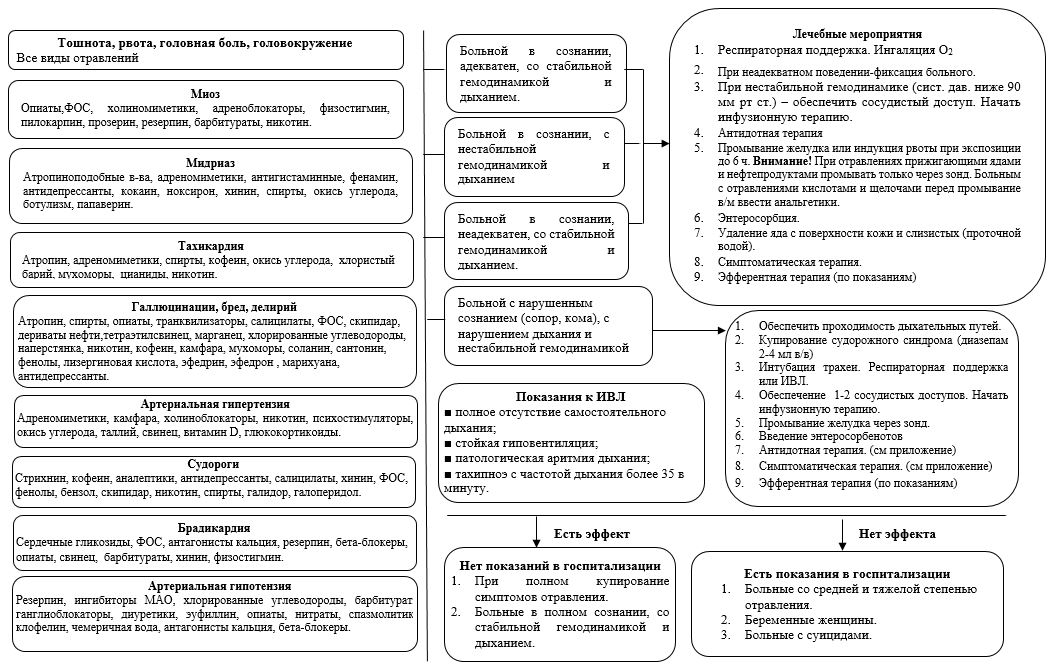 Тошнота, рвота, головная боль, головокружение
Все виды отравлений
Миоз
Опиаты,ФОС, холиномиметики, адреноблокаторы, физостигмин,
пилокарпин, прозерин, резерпин, барбитураты, никотин.
Мидриаз
Атропиноподобные в-ва, адреномиметики, антигистаминные, фенамин,
антидепрессанты, кокаин, ноксирон, хинин, спирты, окись углерода,
ботулизм, папаверин.
Тахикардия
Атропин, адреномиметики, спирты, кофеин, окись углерода, хлористый
барий, мухоморы, цианиды, никотин.
Галлюцинации, бред, делирий
Атропин, спирты, опиаты, транквилизаторы, салицилаты, ФОС, скипидар,
дериваты нефти,тетраэтилсвинец, марганец, хлорированные углеводороды,
наперстянка, никотин, кофеин, камфара, мухоморы, соланин, сантонин,
фенолы, лизергиновая кислота, эфедрин, эфедрон , марихуана,
антидепрессанты.
Артериальная гипертензия
Адреномиметики, камфара, холиноблокаторы, никотин, психостимуляторы,
окись углерода, таллий, свинец, витамин D, глюкокортикоиды.
Судороги
Стрихнин, кофеин, аналептики, антидепрессанты, салицилаты, хинин, ФОС,
фенолы, бензол, скипидар, никотин, спирты, галидор, галоперидол.
Брадикардия
Сердечные гликозиды, ФОС, антагонисты кальция, резерпин, бета-блокеры,
опиаты, свинец, барбитураты, хинин, физостигмин.
Артериальная гипотензия
Резерпин, ингибиторы МАО, хлорированные углеводороды, барбитурат
ганглиоблокаторы, диуретики, эуфиллин, опиаты, нитраты, спазмолитик
клофелин, чемеричная вода, антагонисты кальция, бета-блокеры.
Больной в сознании,
адекватен, со стабильной
гемодинамикой и
дыханием.
Больной в сознании, с
нестабильной
гемодинамикой и
дыханием
Больной в сознании,
неадекватен, со стабильной
гемодинамикой и
дыханием.
Больной с нарушенным
сознанием (сопор, кома), с
нарушением дыхания и
нестабильной гемодинамикой
Показания к ИВЛ
■ полное отсутствие самостоятельного
дыхания;
■ стойкая гиповентиляция;
■ патологическая аритмия дыхания;
■ тахипноэ с частотой дыхания более 35 в
минуту.
Лечебные мероприятия
1. Респираторная поддержка. Ингаляция О2
2. При неадекватном поведении-фиксация больного.
3. При нестабильной гемодинамике (сист. дав. ниже 90
мм рт ст.) – обеспечить сосудистый доступ. Начать
инфузионную терапию.
4. Антидотная терапия
5. Промывание желудка или индукция рвоты при экспозиции
до 6 ч. Внимание! При отравлениях прижигающими ядами
и нефтепродуктами промывать только через зонд. Больным
с отравлениями кислотами и щелочами перед промывание
в/м ввести анальгетики.
6. Энтеросорбция.
7. Удаление яда с поверхности кожи и слизистых (проточной
водой).
8. Симптоматическая терапия.
9. Эфферентная терапия (по показаниям)
1. Обеспечить проходимость дыхательных путей.
2. Купирование судорожного синдрома (диазепам
2-4 мл в/в)
3. Интубация трахеи. Респираторная поддержка
или ИВЛ.
4. Обеспечение 1-2 сосудистых доступов. Начать
инфузионную терапию.
5. Промывание желудка через зонд.
6. Введение энтеросорбенотов
7. Антидотная терапия. (см приложение)
8. Симпоматическая терапия. (см приложение)
9. Эфферентная терапия (по показаниям)
Есть эффект
Нет эффекта
Нет показаний в госпитализации
1. При полном купирование
симптомов отравления.
2. Больные в полном сознании, со
стабильной гемодинамикой и
дыханием.
Есть показания в госпитализации
1. Больные со средней и тяжелой степенью
отравления.
2. Беременные женщины.
3. Больные с суицидами.